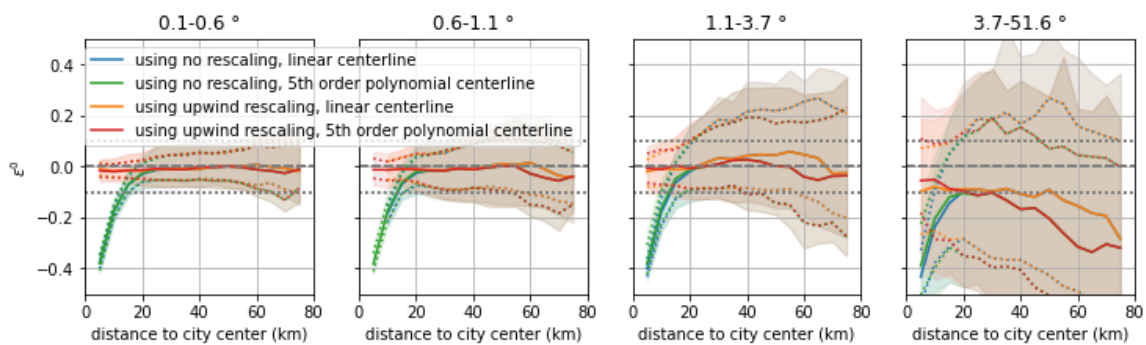 0.1-0.6 °
0.6-1.1 °
1.1-3.7 °
3.7-51.6 °
using no rescaling, linear centerline
using no rescaling, 5th order polynomial centerline
using upwind rescaling, linear centerline
using upwind rescaling, 5th order polynomial centerline
ε⁰
0.4
0.2
0.0
−0.2
−0.4
0 20 40 60 80
0 20 40 60 80
0 20 40 60 80
0 20 40 60 80
distance to city center (km)
distance to city center (km)
distance to city center (km)
distance to city center (km)